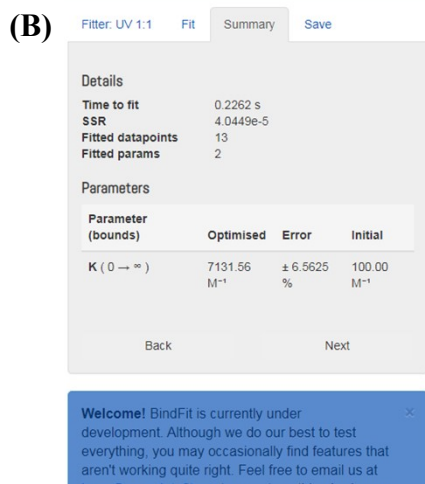 (B)
Fitter: UV 1:1 Fit Summary Save
Details
Time to fit 0.2262 s
SSR 4.0449e-5
Fitted datapoints 13
Fitted params 2
Parameters
Parameter
(bounds) Optimised Error Initial
K ( 0 → ∞ ) 7131.56 ± 6.5625 100.00
M⁻¹ % M⁻¹
Back Next
Welcome! BindFit is currently under ×
development. Although we do our best to test
everything, you may occasionally find features that
aren't working quite right. Feel free to email us at